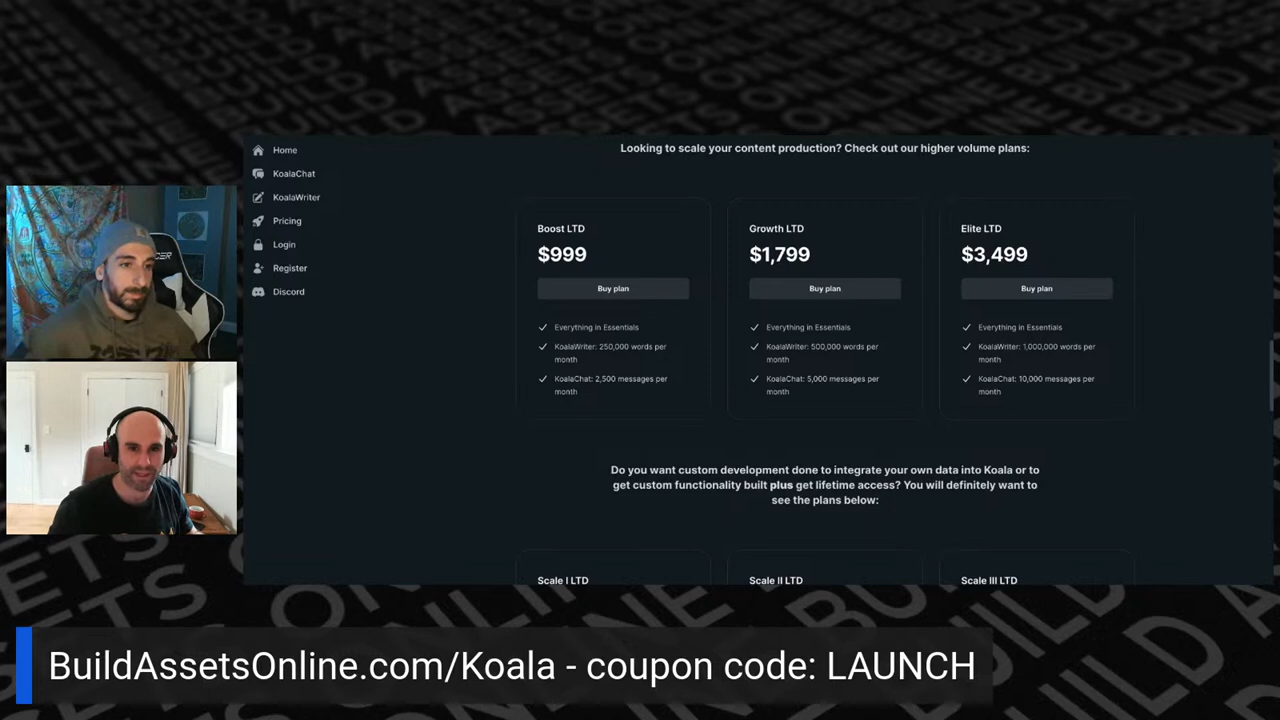 Home
KoalaChat
KoalaWriter
Pricing
Login
Register
Discord
Looking to scale your content production? Check out our higher volume plans:
Boost LTD
$999
Buy plan
Everything in Essentials
KoalaWriter: 250,000 words per
month
KoalaChat: 2,500 messages per
month
Growth LTD
$1,799
Buy plan
Everything in Essentials
KoalaWriter: 500,000 words per
month
KoalaChat: 5,000 messages per
month
Elite LTD
$3,499
Buy plan
Everything in Essentials
KoalaWriter: 1,000,000 words per
month
KoalaChat: 10,000 messages per
month
Do you want custom development done to integrate your own data into Koala or to
get custom functionality built plus get lifetime access? You will definitely want to
see the plans below:
Scale I LTD
Scale II LTD
Scale III LTD
BuildAssetsOnline.com/Koala - coupon code: LAUNCH